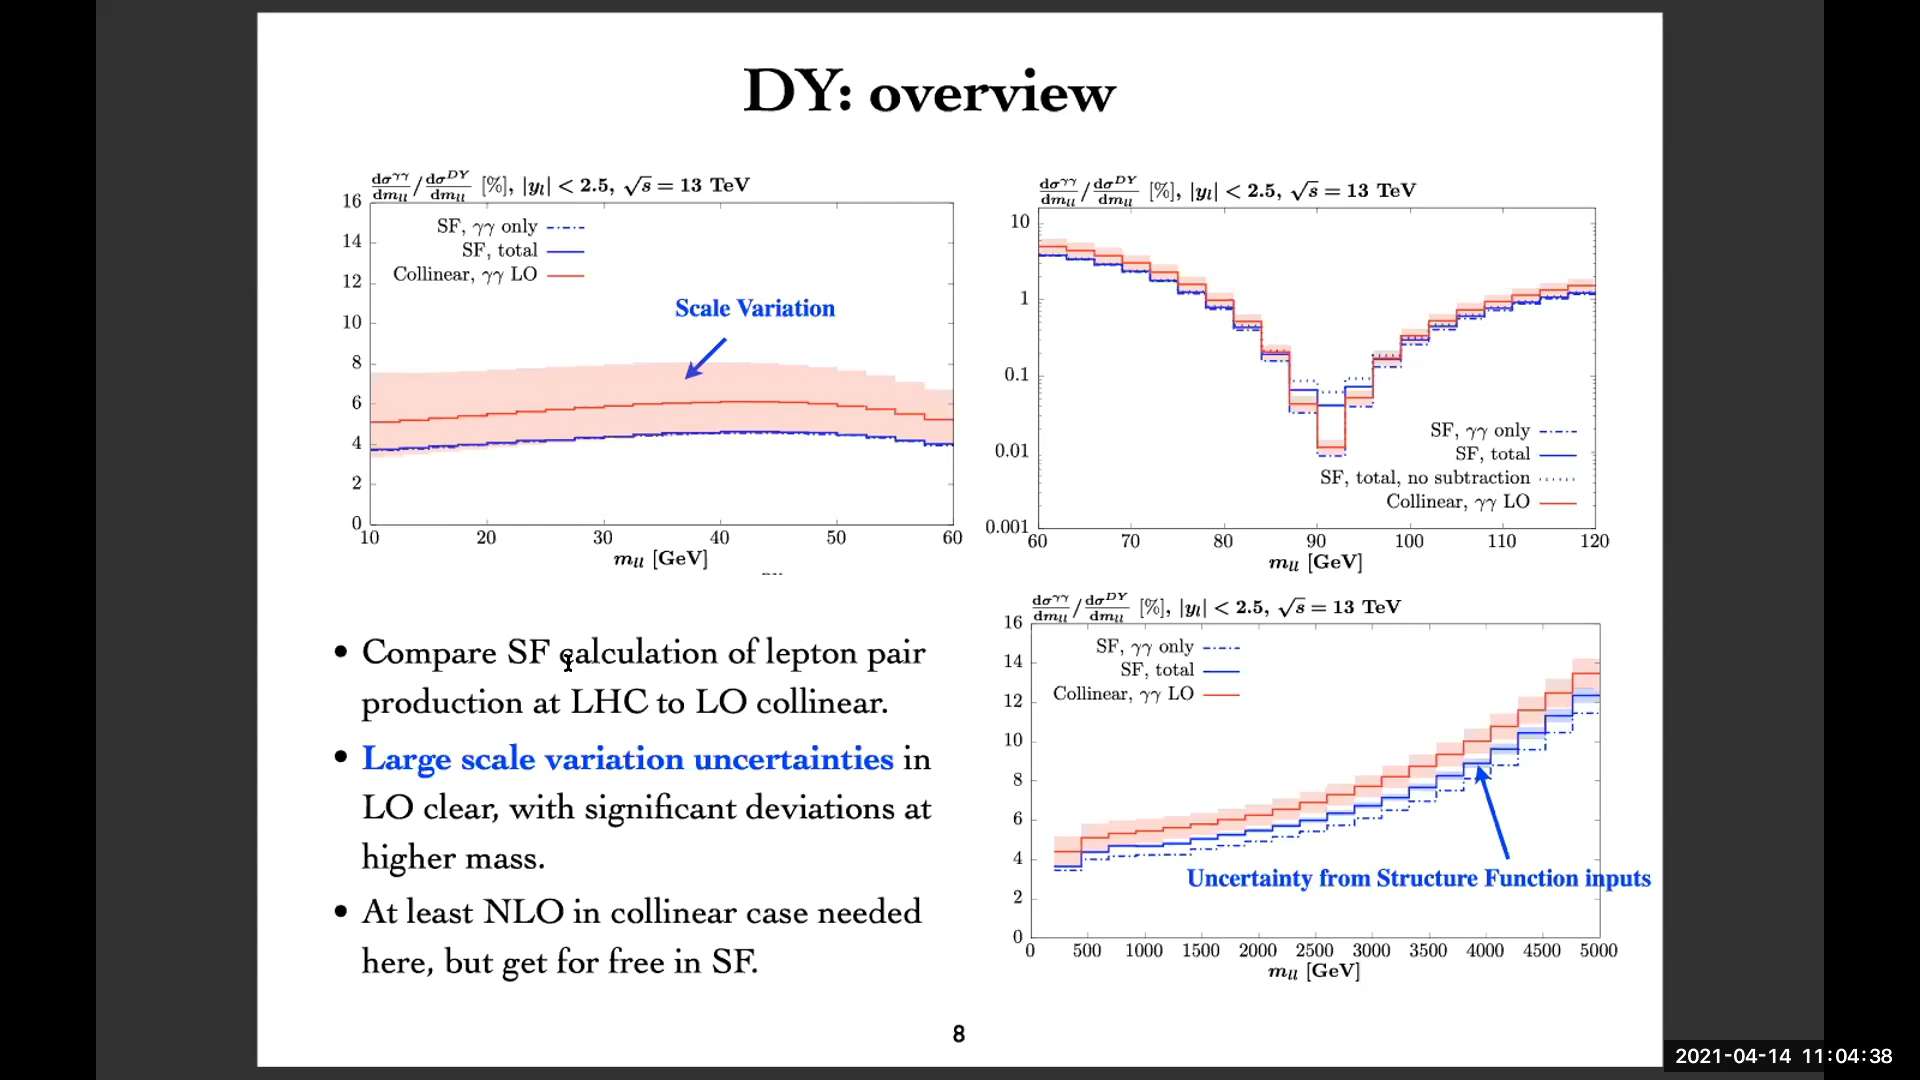 DY: overview
dσ^γγ/dm_ll / dσ^DY/dm_ll [%], |y_l| < 2.5, √s = 13 TeV
16
14
12
10
8
6
4
2
0
SF, γγ only
SF, total
Collinear, γγ LO
Scale Variation
10 20 30 40 50 60
m_ll [GeV]
dσ^γγ/dm_ll / dσ^DY/dm_ll [%], |y_l| < 2.5, √s = 13 TeV
10
1
0.1
0.01
0.001
SF, γγ only
SF, total
SF, total, no subtraction
Collinear, γγ LO
60 70 80 90 100 110 120
m_ll [GeV]
• Compare SF calculation of lepton pair
production at LHC to LO collinear.
• Large scale variation uncertainties in
LO clear, with significant deviations at
higher mass.
• At least NLO in collinear case needed
here, but get for free in SF.
dσ^γγ/dm_ll / dσ^DY/dm_ll [%], |y_l| < 2.5, √s = 13 TeV
16
14
12
10
8
6
4
2
0
SF, γγ only
SF, total
Collinear, γγ LO
Uncertainty from Structure Function inputs
0 500 1000 1500 2000 2500 3000 3500 4000 4500 5000
m_ll [GeV]
8
2021-04-14 11:04:38